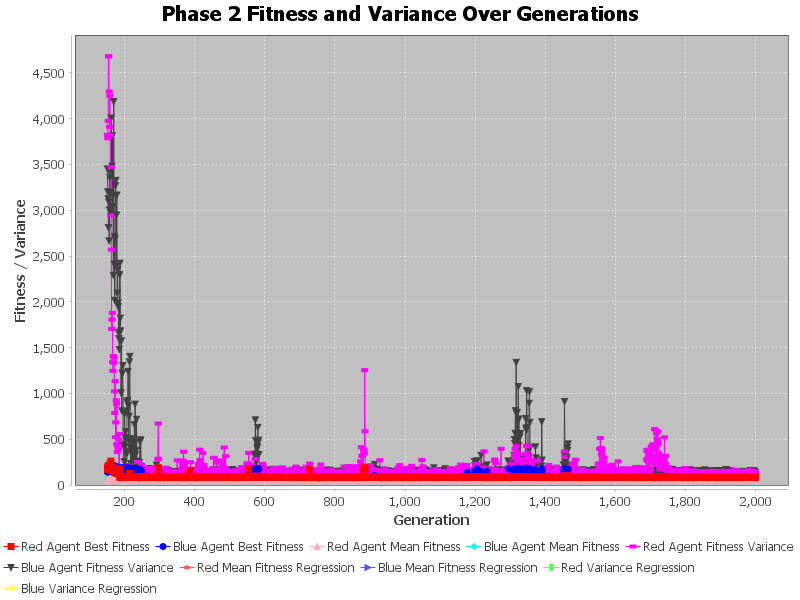 Phase 2 Fitness and Variance Over Generations
4,500
4,000
3,500
3,000
2,500
2,000
1,500
1,000
500
0
Fitness / Variance
200 400 600 800 1,000 1,200 1,400 1,600 1,800 2,000
Generation
Red Agent Best Fitness Blue Agent Best Fitness Red Agent Mean Fitness Blue Agent Mean Fitness Red Agent Fitness Variance
Blue Agent Fitness Variance Red Mean Fitness Regression Blue Mean Fitness Regression Red Variance Regression
Blue Variance Regression